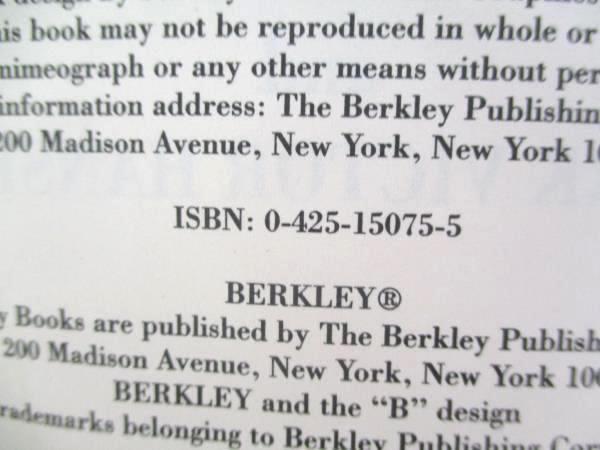 his book may not be reproduced in whole or
mimeograph or any other means without per
information address: The Berkley Publishin
200 Madison Avenue, New York, New York 10
ISBN: 0-425-15075-5
BERKLEY®
y Books are published by The Berkley Publish
200 Madison Avenue, New York, New York 100
BERKLEY and the “B” design
rademarks belonging to Berkley Publishing Cor